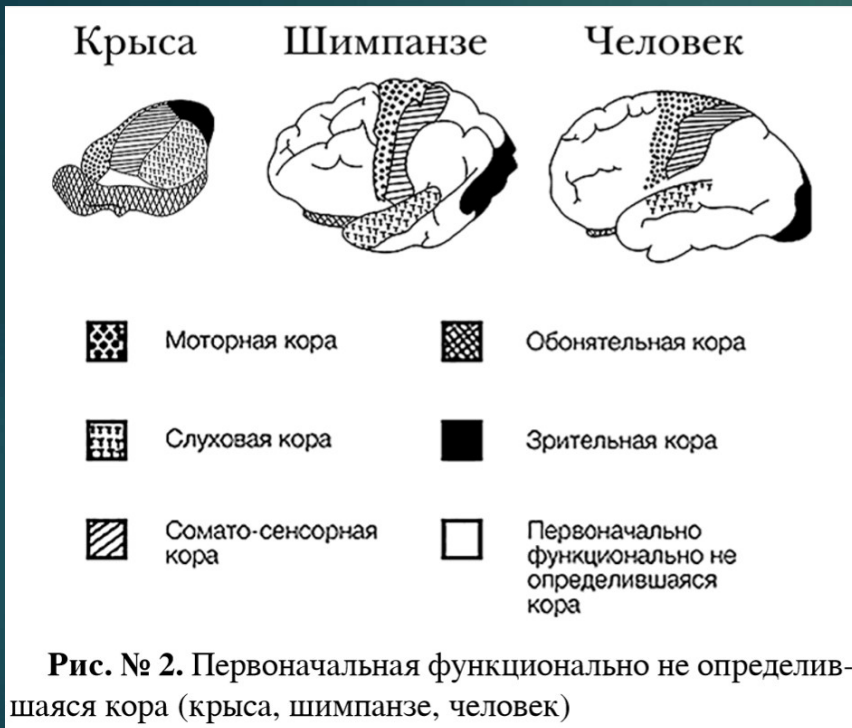 Крыса Шимпанзе Человек
Моторная кора
Обонятельная кора
Слуховая кора
Зрительная кора
Сомато-сенсорная
кора
Первоначально
функционально не
определившаяся
кора
Рис. № 2. Первоначальная функционально не определив-
шаяся кора (крыса, шимпанзе, человек)